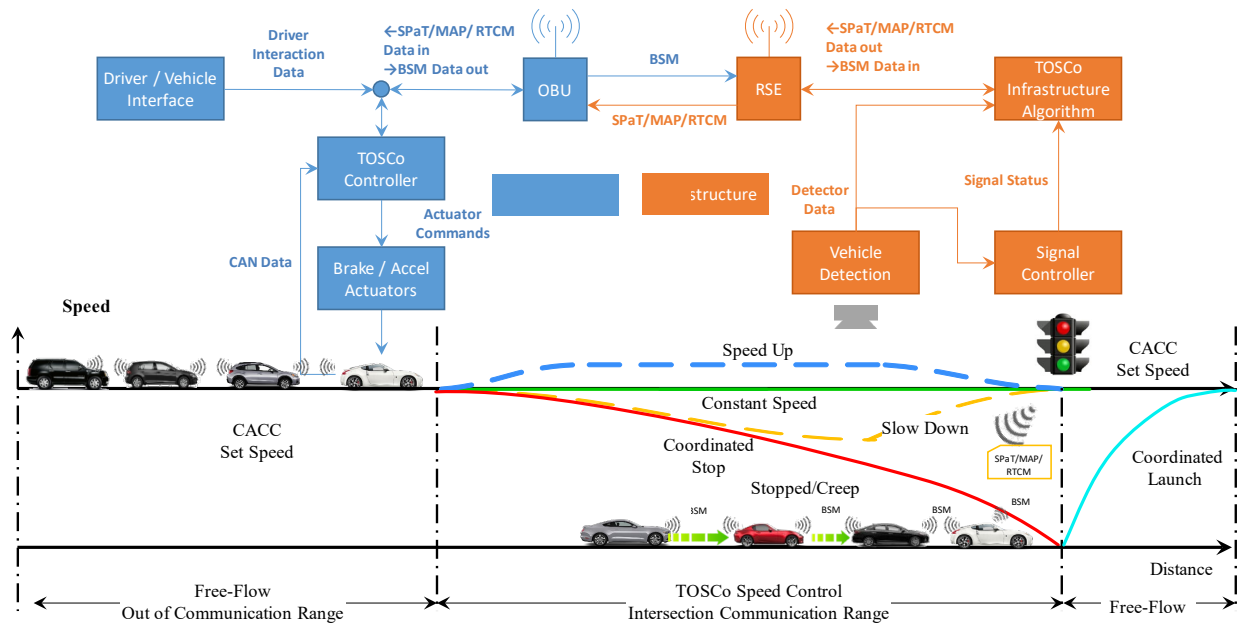 Driver
Interaction
Data
←SPaT/MAP/ RTCM
Data in
→BSM Data out
BSM
←SPaT/MAP/RTCM
Data out
→BSM Data in
Driver / Vehicle
Interface
OBU
RSE
TOSCo
Infrastructure
Algorithm
SPaT/MAP/RTCM
TOSCo
Controller
structure
Detector
Data
Signal Status
Actuator
Commands
CAN Data
Brake / Accel
Actuators
Vehicle
Detection
Signal
Controller
Speed
Speed Up
CACC
Set Speed
Constant Speed
Slow Down
CACC
Set Speed
Coordinated
Stop
SPaT/MAP/
RTCM
Coordinated
Launch
Stopped/Creep
BSM
BSM
BSM
BSM
Distance
Free-Flow
Out of Communication Range
TOSCo Speed Control
Intersection Communication Range
Free-Flow